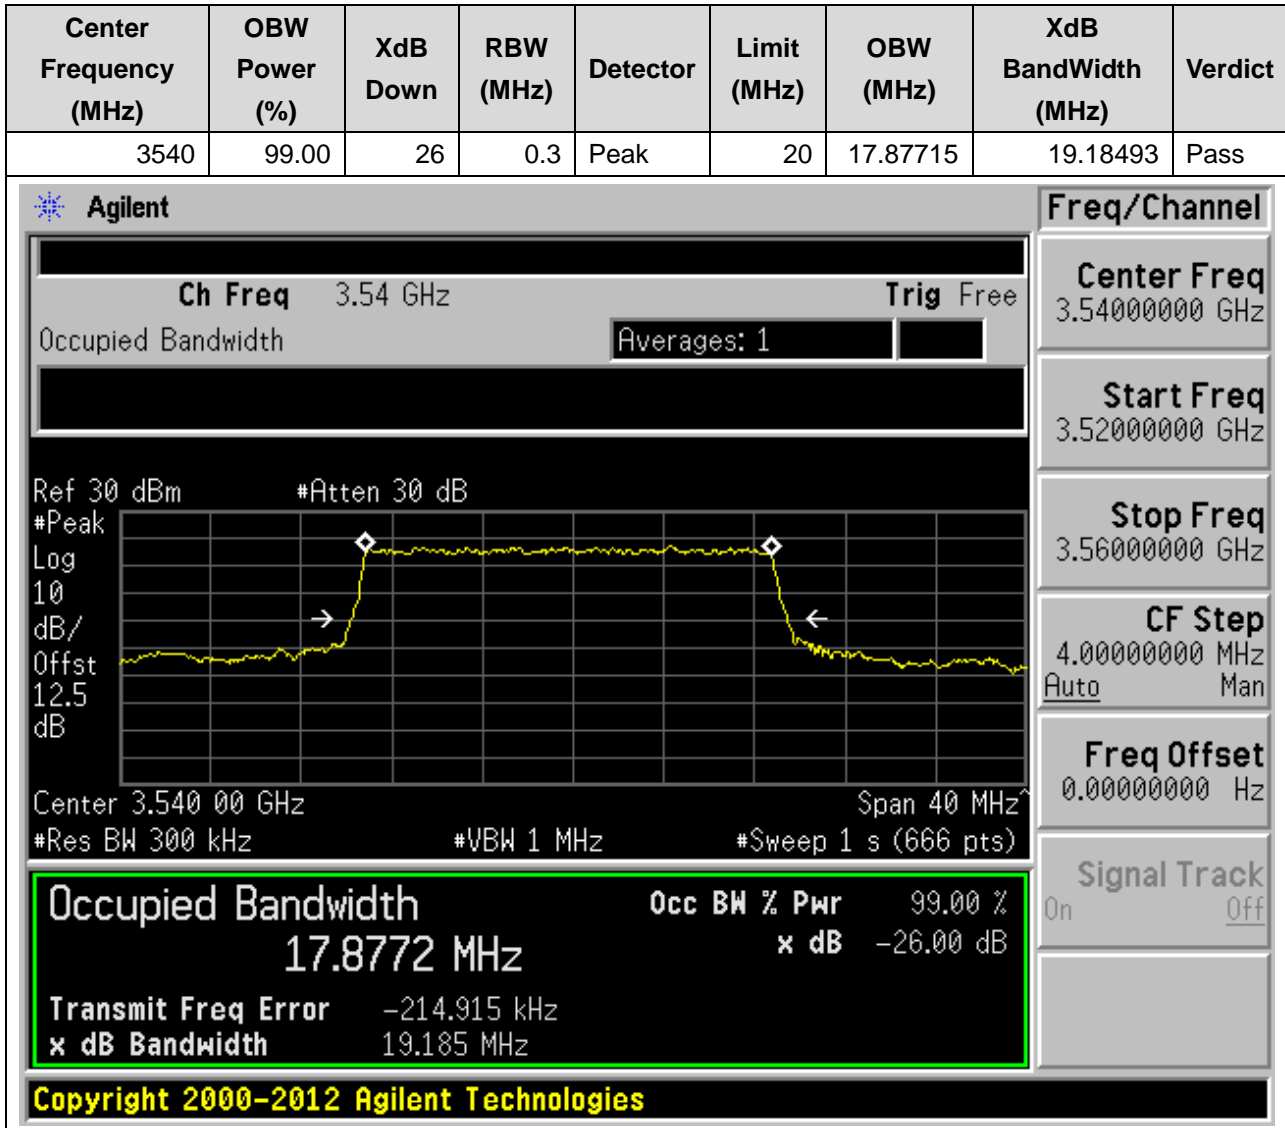 Center Frequency (MHz) OBW Power (%) XdB Down RBW (MHz) Detector Limit (MHz) OBW (MHz) XdB BandWidth (MHz) Verdict
3540 99.00 26 0.3 Peak 20 17.87715 19.18493 Pass
Agilent
Freq/Channel
Ch Freq 3.54 GHz Trig Free
Occupied Bandwidth Averages: 1
Center Freq
3.54000000 GHz
Start Freq
3.52000000 GHz
Stop Freq
3.56000000 GHz
CF Step
4.00000000 MHz
Auto Man
Freq Offset
0.00000000 Hz
Signal Track
On Off
Ref 30 dBm #Atten 30 dB
#Peak
Log
10
dB/
Offst
12.5
dB
Center 3.540 00 GHz Span 40 MHz^
#Res BW 300 kHz #VBW 1 MHz #Sweep 1 s (666 pts)
Occupied Bandwidth Occ BW % Pwr 99.00 %
17.8772 MHz x dB -26.00 dB
Transmit Freq Error -214.915 kHz
x dB Bandwidth 19.185 MHz
Copyright 2000-2012 Agilent Technologies